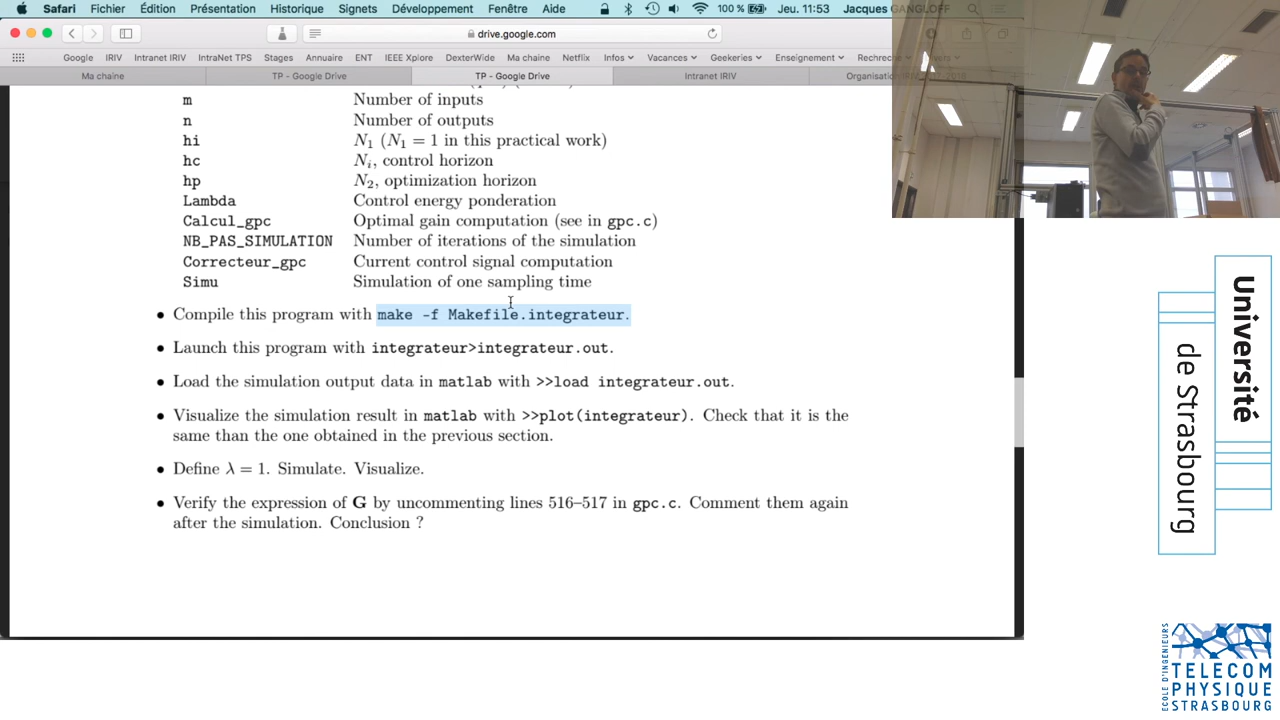 Safari Fichier Édition Présentation Historique Signets Développement Fenêtre Aide 100 % Jeu. 11:53 Jacques GANGLOFF
drive.google.com
Google IRIV Intranet IRIV IntraNet TPS Stages Annuaire ENT IEEE Xplore DexterWide Ma chaine Netflix Infos Vacances Geekeries Enseignement
Ma chaine TP - Google Drive TP - Google Drive Intranet IRIV
m Number of inputs
n Number of outputs
hi N₁ (N₁ = 1 in this practical work)
hc Nᵢ, control horizon
hp N₂, optimization horizon
Lambda Control energy ponderation
Calcul_gpc Optimal gain computation (see in gpc.c)
NB_PAS_SIMULATION Number of iterations of the simulation
Correcteur_gpc Current control signal computation
Simu Simulation of one sampling time
• Compile this program with make -f Makefile.integrateur.
• Launch this program with integrateur>integrateur.out.
• Load the simulation output data in matlab with >>load integrateur.out.
• Visualize the simulation result in matlab with >>plot(integrateur). Check that it is the
same than the one obtained in the previous section.
• Define λ = 1. Simulate. Visualize.
• Verify the expression of G by uncommenting lines 516–517 in gpc.c. Comment them again
after the simulation. Conclusion ?
Université
de Strasbourg
ECOLE D'INGENIEURS
TELECOM
PHYSIQUE
STRASBOURG